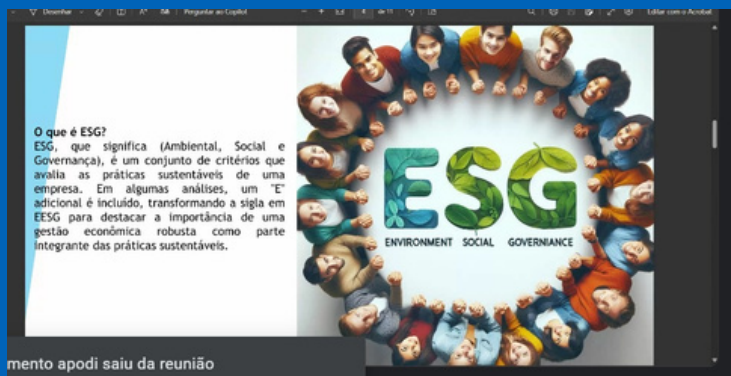 Desenhar
Perguntar ao Copilot
de 11
Editar com o Acrobat
O que é ESG?
ESG, que significa (Ambiental, Social e
Governança), é um conjunto de critérios que
avalia as práticas sustentáveis de uma
empresa. Em algumas análises, um "E"
adicional é incluído, transformando a sigla em
EESG para destacar a importância de uma
gestão econômica robusta como parte
integrante das práticas sustentáveis.
ESG
ENVIRONMENT SOCIAL GOVERNIANCE
mento apodi saiu da reunião